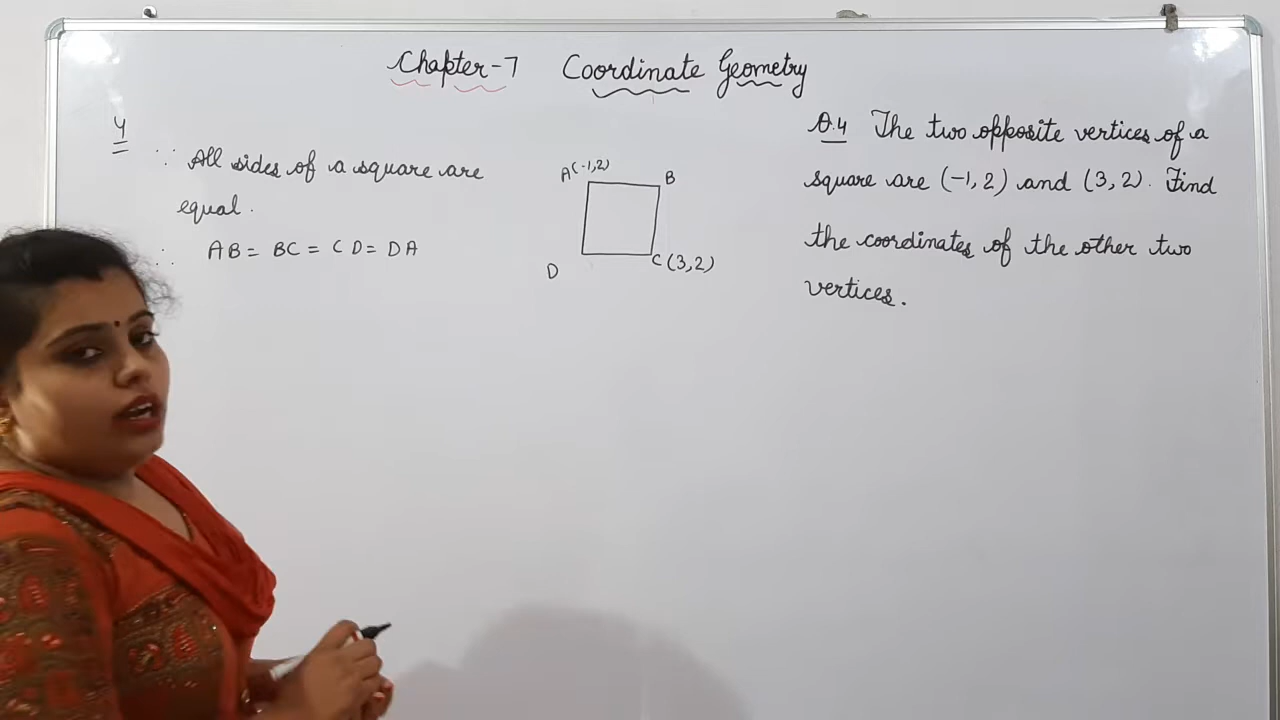 Chapter-7 Coordinate Geometry
4
∵ All sides of a square are
equal.
∴ AB = BC = CD = DA
A(-1,2)
B
D
C(3,2)
Q.4 The two opposite vertices of a
square are (-1,2) and (3,2). Find
the coordinates of the other two
vertices.